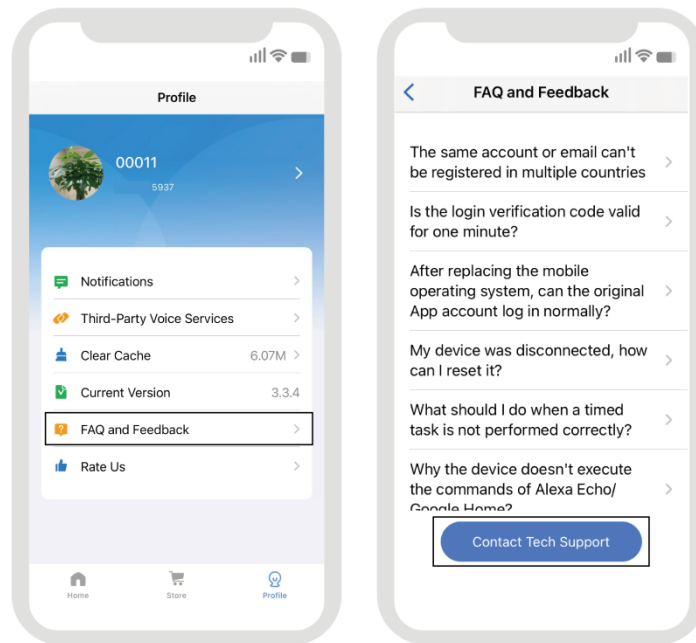 Profile
00011
5937
Notifications
Third-Party Voice Services
Clear Cache 6.07M
Current Version 3.3.4
FAQ and Feedback
Rate Us
Home Store Profile
FAQ and Feedback
The same account or email can't
be registered in multiple countries
Is the login verification code valid
for one minute?
After replacing the mobile
operating system, can the original
App account log in normally?
My device was disconnected, how
can I reset it?
What should I do when a timed
task is not performed correctly?
Why the device doesn't execute
the commands of Alexa Echo/
Google Home?
Contact Tech Support